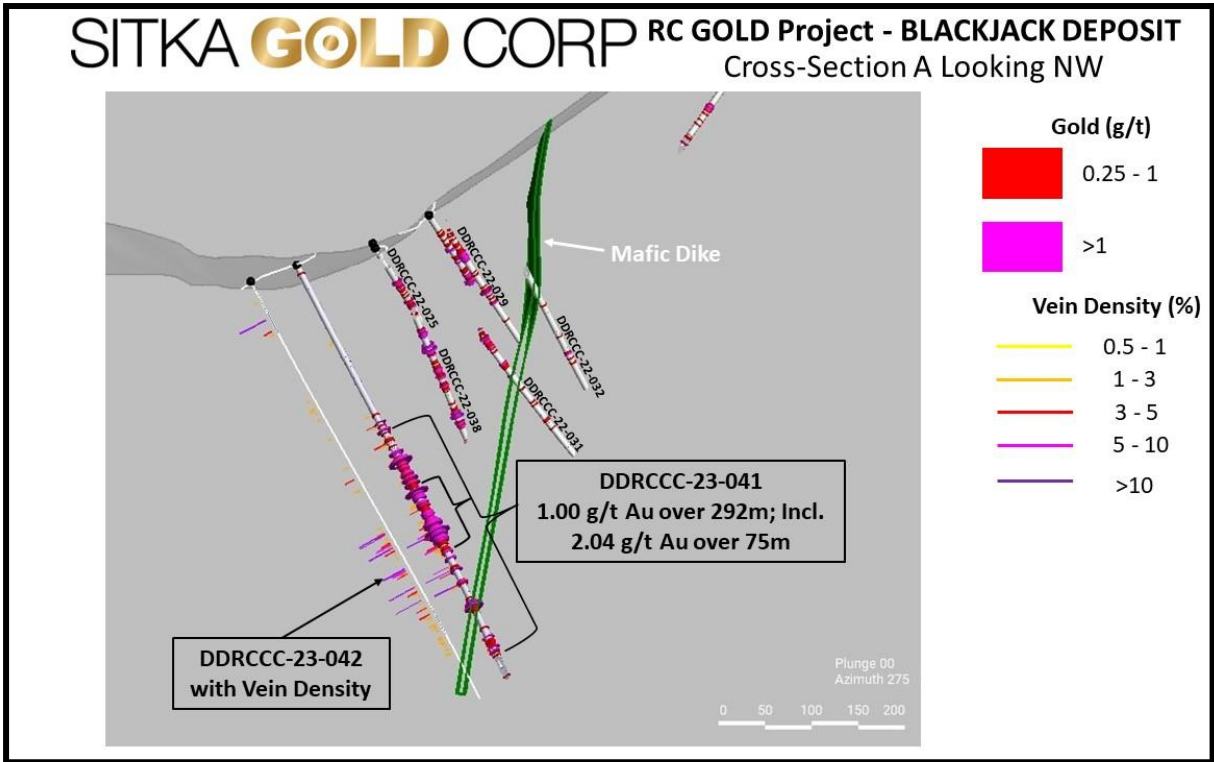 SITKA GOLD CORP
RC GOLD Project - BLACKJACK DEPOSIT
Cross-Section A Looking NW
Gold (g/t)
0.25 - 1
>1
Mafic Dike
Vein Density (%)
0.5 - 1
1 - 3
3 - 5
5 - 10
>10
DDRCCC-22-025
DDRCCC-22-038
DDRCCC-22-029
DDRCCC-22-031
DDRCCC-22-032
DDRCCC-23-041
1.00 g/t Au over 292m; Incl.
2.04 g/t Au over 75m
DDRCCC-23-042
with Vein Density
Plunge 00
Azimuth 275
0 50 100 150 200